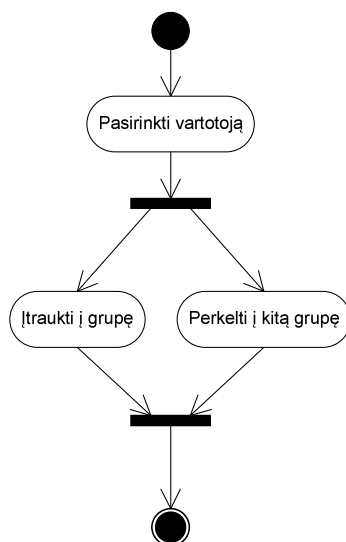 Pasirinkti vartotoją
Įtraukti į grupę
Perkelti į kitą grupę